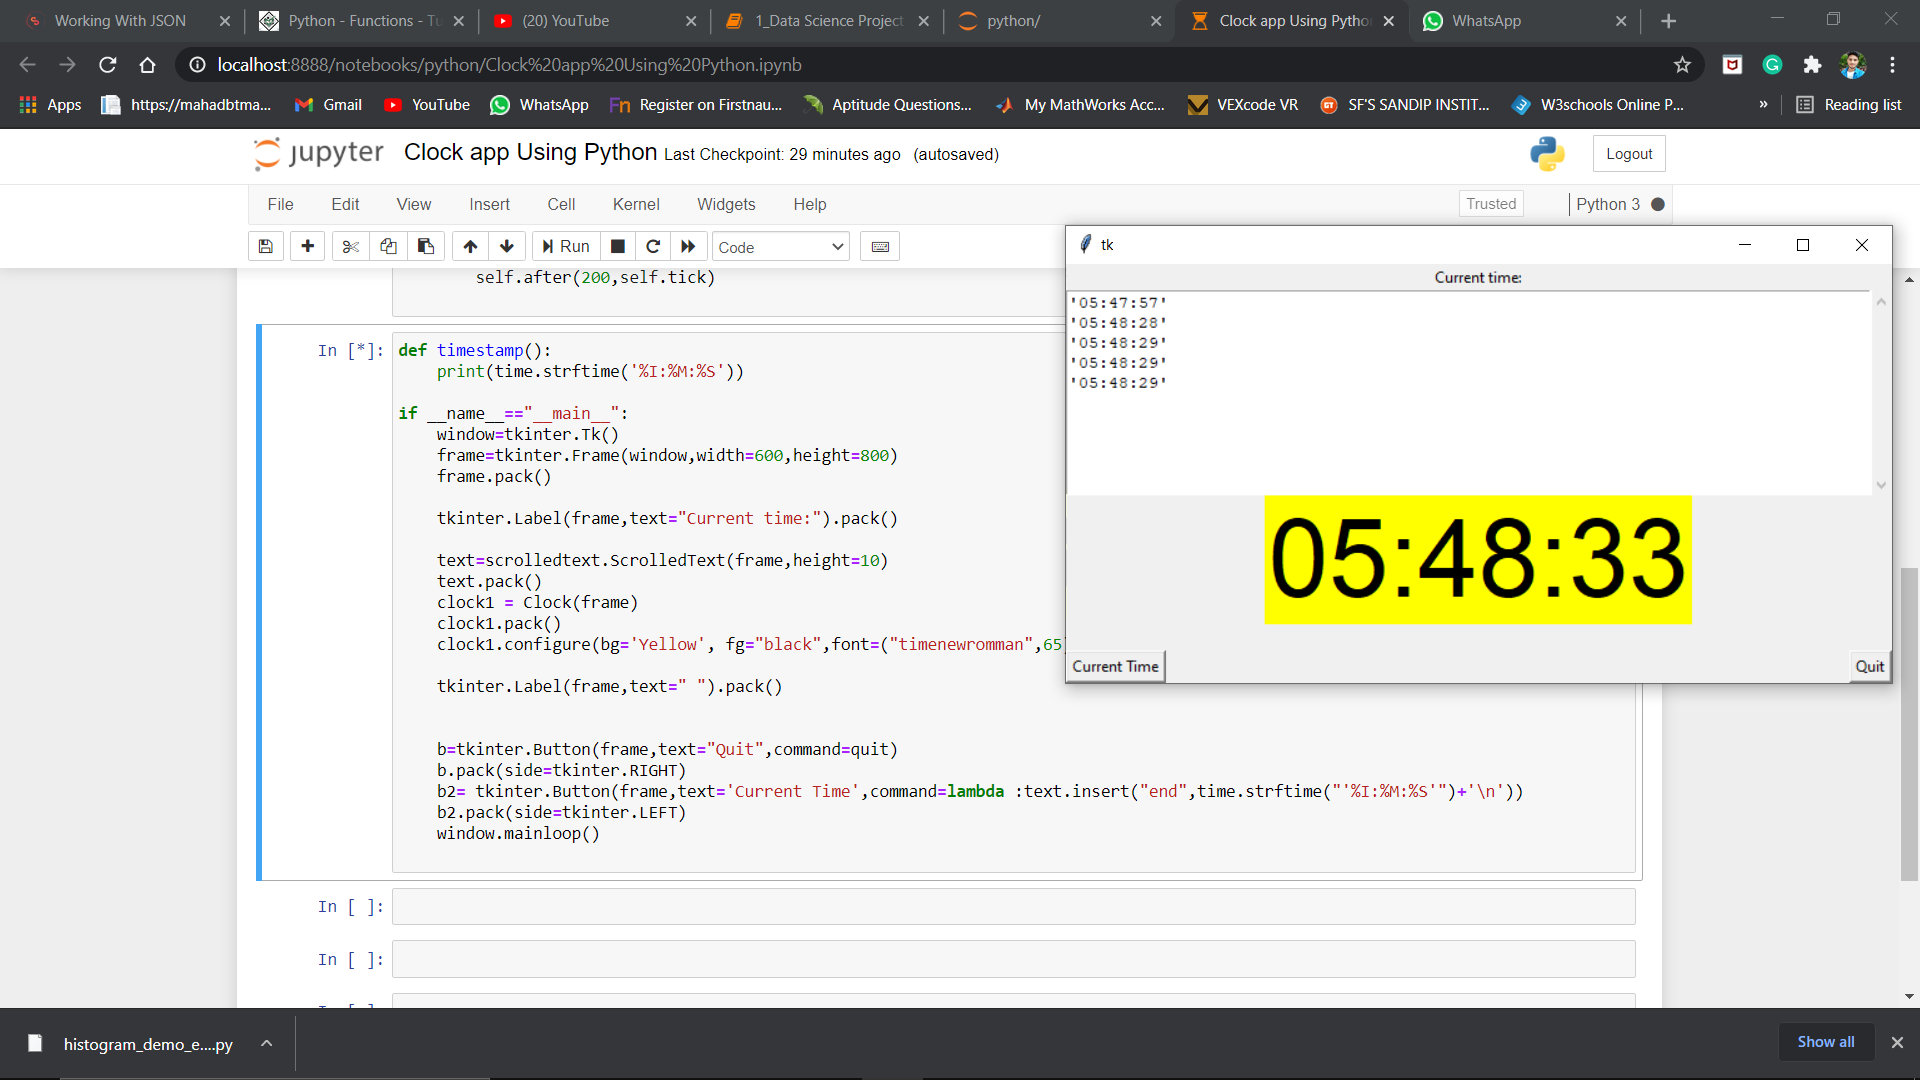 Working With JSON
Python - Functions - Tu
(20) YouTube
1_Data Science Project
python/
Clock app Using Pytho
WhatsApp
localhost:8888/notebooks/python/Clock%20app%20Using%20Python.ipynb
Apps
https://mahadbtma...
Gmail
YouTube
WhatsApp
Register on Firstnau...
Aptitude Questions...
My MathWorks Acc...
VEXcode VR
SF'S SANDIP INSTIT...
W3schools Online P...
»
Reading list
jupyter
Clock app Using Python Last Checkpoint: 29 minutes ago (autosaved)
Logout
File Edit View Insert Cell Kernel Widgets Help
Trusted
Python 3
Run
Code
self.after(200,self.tick)
In [*]:
def timestamp():
print(time.strftime('%I:%M:%S'))
if __name__=="__main__":
window=tkinter.Tk()
frame=tkinter.Frame(window,width=600,height=800)
frame.pack()
tkinter.Label(frame,text="Current time:").pack()
text=scrolledtext.ScrolledText(frame,height=10)
text.pack()
clock1 = Clock(frame)
clock1.pack()
clock1.configure(bg='Yellow', fg="black",font=("timenewromman",65
tkinter.Label(frame,text=" ").pack()
b=tkinter.Button(frame,text="Quit",command=quit)
b.pack(side=tkinter.RIGHT)
b2= tkinter.Button(frame,text='Current Time',command=lambda :text.insert("end",time.strftime("'%I:%M:%S'")+'\n'))
b2.pack(side=tkinter.LEFT)
window.mainloop()
In [ ]:
In [ ]:
tk
Current time:
'05:47:57'
'05:48:28'
'05:48:29'
'05:48:29'
'05:48:29'
05:48:33
Current Time
Quit
histogram_demo_e....py
Show all